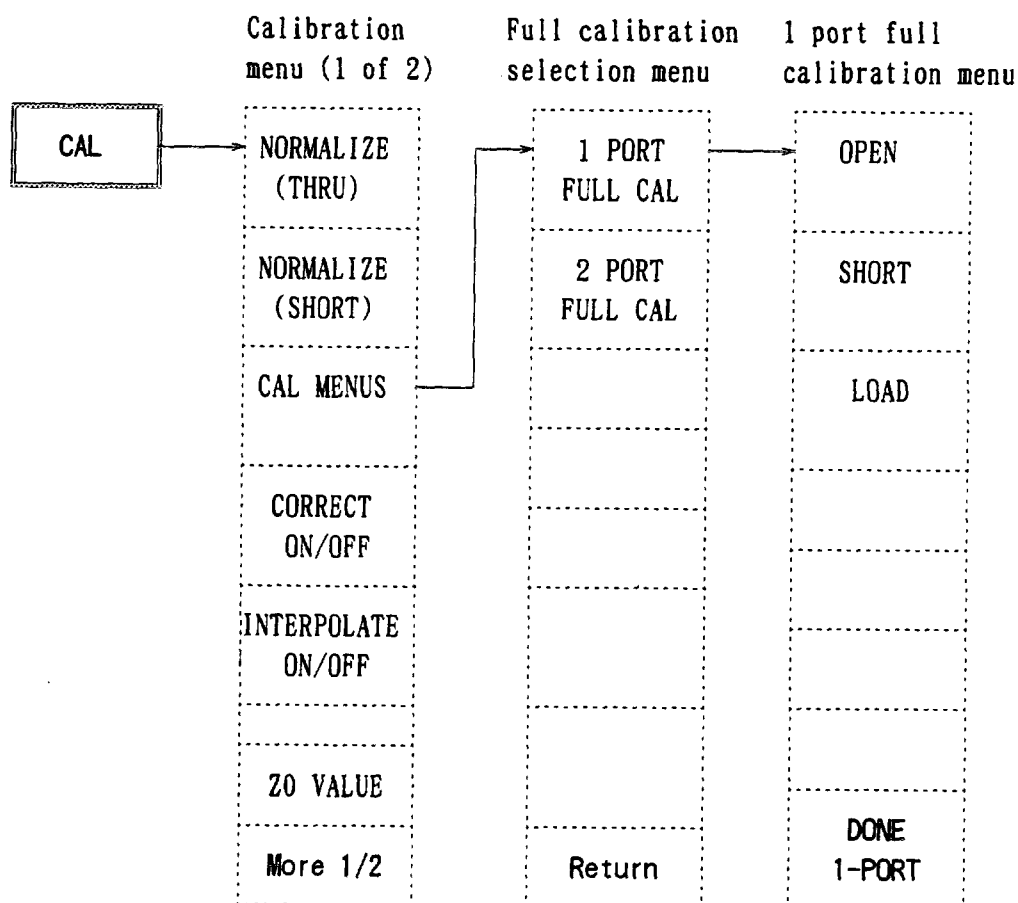 Calibration
menu (1 of 2)
Full calibration
selection menu
1 port full
calibration menu
CAL
NORMALIZE
(THRU)
NORMALIZE
(SHORT)
CAL MENUS
CORRECT
ON/OFF
INTERPOLATE
ON/OFF
Z0 VALUE
More 1/2
1 PORT
FULL CAL
2 PORT
FULL CAL
Return
OPEN
SHORT
LOAD
DONE
1-PORT